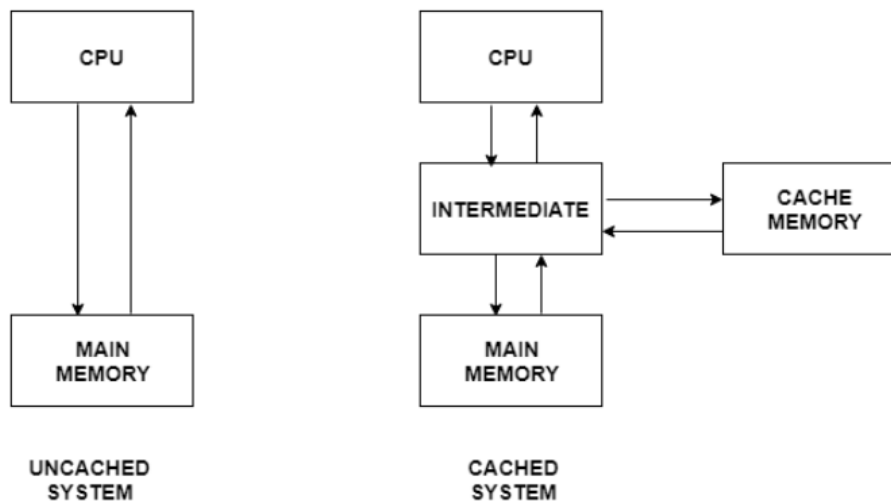 CPU
MAIN
MEMORY
UNCACHED
SYSTEM
CPU
INTERMEDIATE
CACHE
MEMORY
MAIN
MEMORY
CACHED
SYSTEM